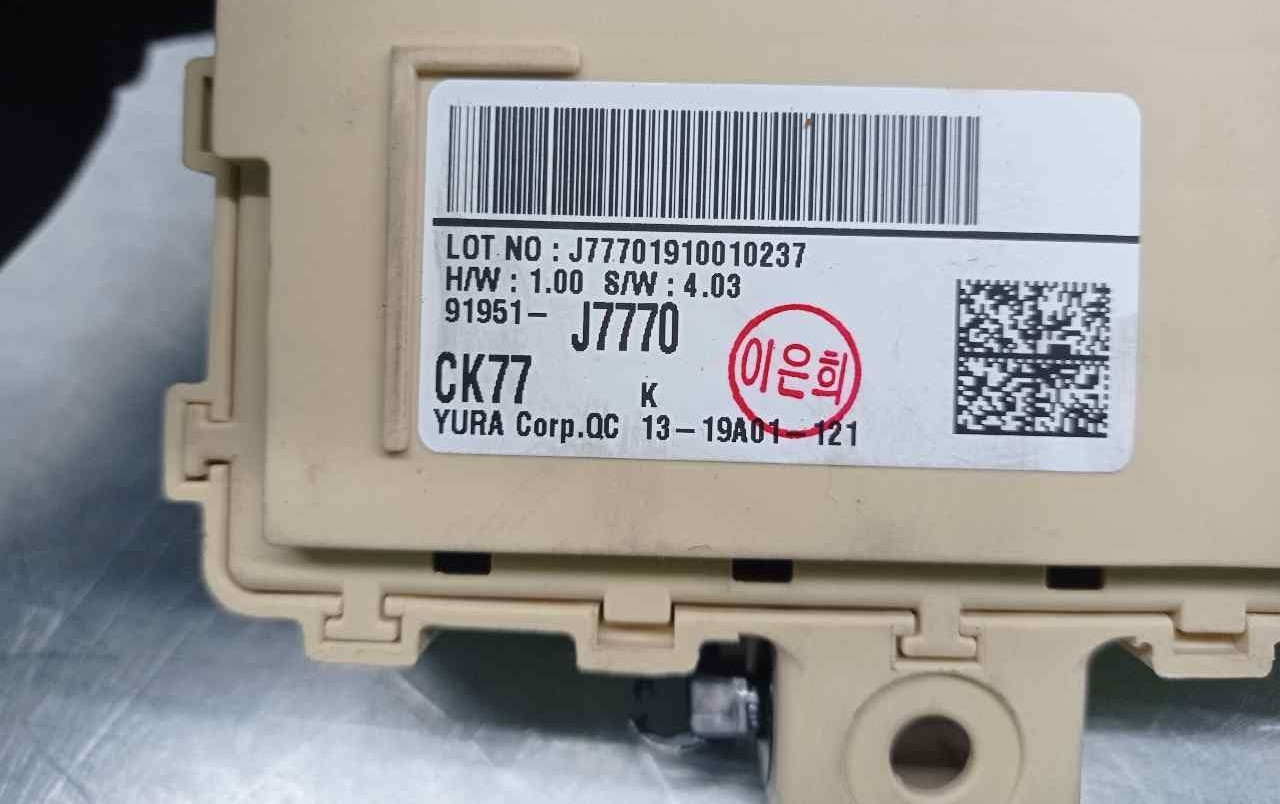 LOT NO : J77701910010237
H/W : 1.00 S/W : 4.03
91951- J7770
이은희
CK77 K
YURA Corp.QC 13-19A01-121